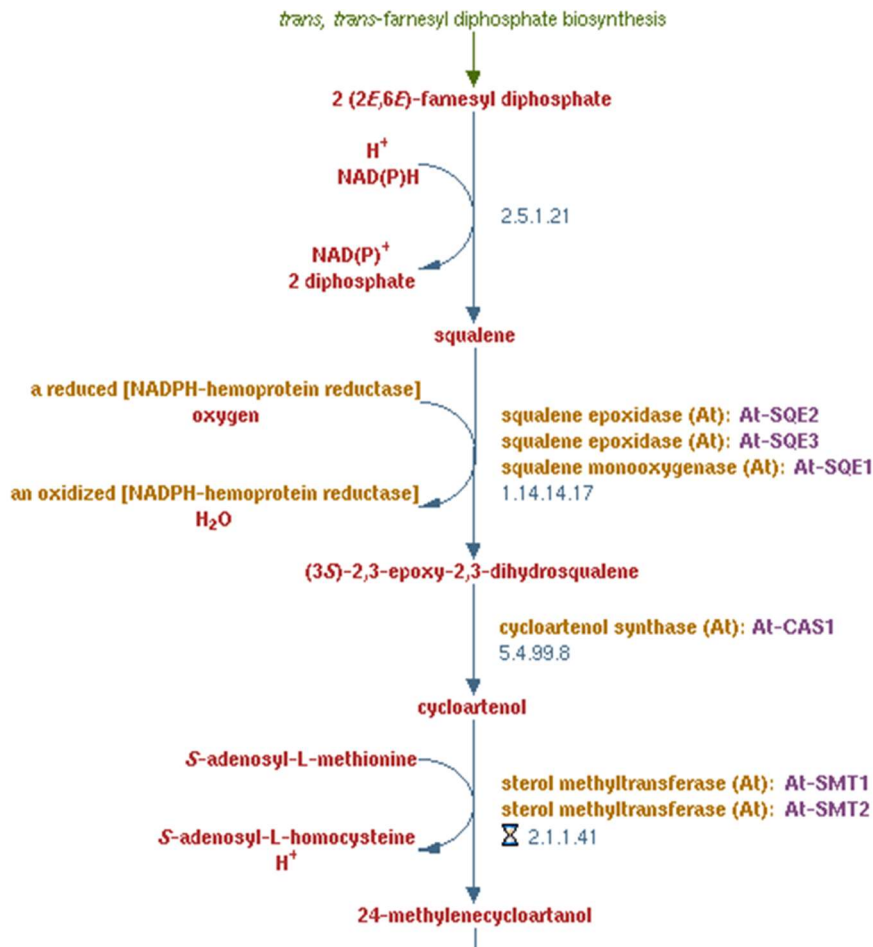 trans, trans-farnesyl diphosphate biosynthesis
2 (2E,6E)-farnesyl diphosphate
H+
NAD(P)H
2.5.1.21
NAD(P)+
2 diphosphate
squalene
a reduced [NADPH-hemoprotein reductase]
oxygen
squalene epoxidase (At): At-SQE2
squalene epoxidase (At): At-SQE3
squalene monooxygenase (At): At-SQE1
1.14.14.17
an oxidized [NADPH-hemoprotein reductase]
H₂O
(3S)-2,3-epoxy-2,3-dihydrosqualene
cycloartenol synthase (At): At-CAS1
5.4.99.8
cycloartenol
S-adenosyl-L-methionine
sterol methyltransferase (At): At-SMT1
sterol methyltransferase (At): At-SMT2
2.1.1.41
S-adenosyl-L-homocysteine
H+
24-methylenecycloartanol